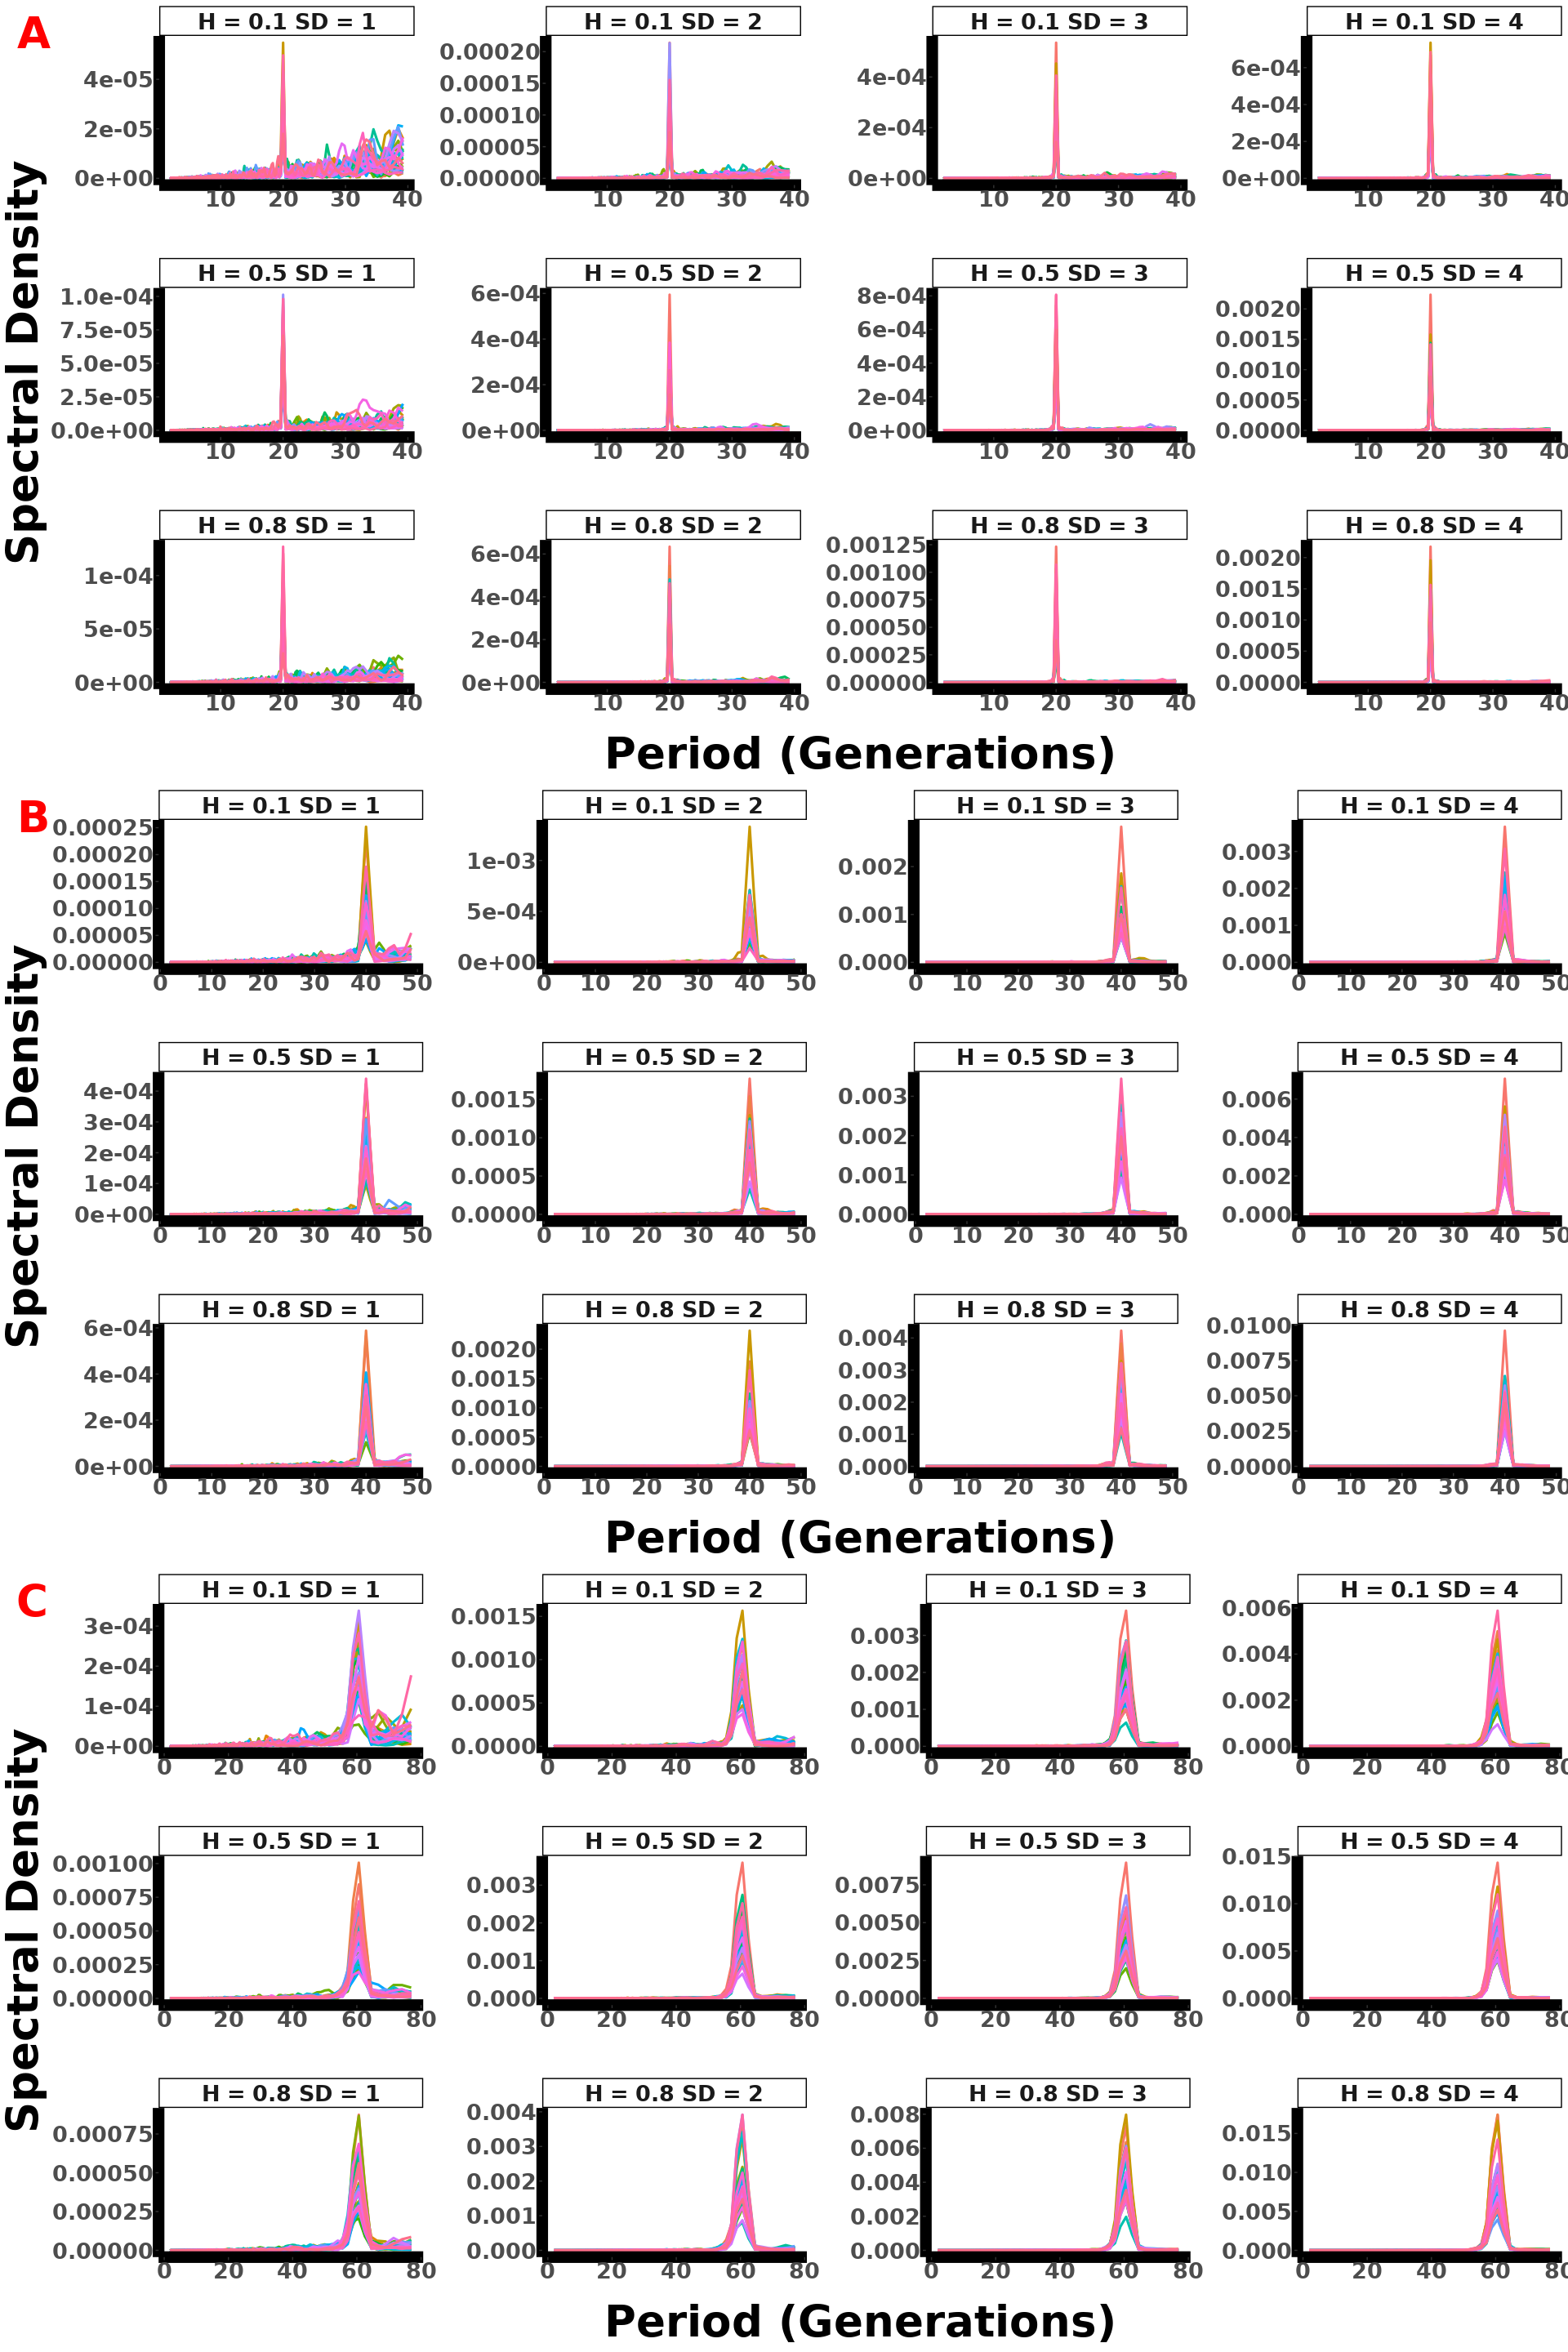 A
H = 0.1 SD = 1
H = 0.1 SD = 2
H = 0.1 SD = 3
H = 0.1 SD = 4
4e-05
2e-05
0e+00
0.00020
0.00015
0.00010
0.00005
0.00000
4e-04
2e-04
0e+00
6e-04
4e-04
2e-04
0e+00
10 20 30 40
10 20 30 40
10 20 30 40
10 20 30 40
Spectral Density
H = 0.5 SD = 1
H = 0.5 SD = 2
H = 0.5 SD = 3
H = 0.5 SD = 4
1.0e-04
7.5e-05
5.0e-05
2.5e-05
0.0e+00
6e-04
4e-04
2e-04
0e+00
8e-04
6e-04
4e-04
2e-04
0e+00
0.0020
0.0015
0.0010
0.0005
0.0000
10 20 30 40
10 20 30 40
10 20 30 40
10 20 30 40
H = 0.8 SD = 1
H = 0.8 SD = 2
H = 0.8 SD = 3
H = 0.8 SD = 4
1e-04
5e-05
0e+00
6e-04
4e-04
2e-04
0e+00
0.00125
0.00100
0.00075
0.00050
0.00025
0.00000
0.0020
0.0015
0.0010
0.0005
0.0000
10 20 30 40
10 20 30 40
10 20 30 40
10 20 30 40
Period (Generations)
B
H = 0.1 SD = 1
H = 0.1 SD = 2
H = 0.1 SD = 3
H = 0.1 SD = 4
0.00025
0.00020
0.00015
0.00010
0.00005
0.00000
1e-03
5e-04
0e+00
0.002
0.001
0.000
0.003
0.002
0.001
0.000
0 10 20 30 40 50
0 10 20 30 40 50
0 10 20 30 40 50
0 10 20 30 40 50
Spectral Density
H = 0.5 SD = 1
H = 0.5 SD = 2
H = 0.5 SD = 3
H = 0.5 SD = 4
4e-04
3e-04
2e-04
1e-04
0e+00
0.0015
0.0010
0.0005
0.0000
0.003
0.002
0.001
0.000
0.006
0.004
0.002
0.000
0 10 20 30 40 50
0 10 20 30 40 50
0 10 20 30 40 50
0 10 20 30 40 50
H = 0.8 SD = 1
H = 0.8 SD = 2
H = 0.8 SD = 3
H = 0.8 SD = 4
6e-04
4e-04
2e-04
0e+00
0.0020
0.0015
0.0010
0.0005
0.0000
0.004
0.003
0.002
0.001
0.000
0.0100
0.0075
0.0050
0.0025
0.0000
0 10 20 30 40 50
0 10 20 30 40 50
0 10 20 30 40 50
0 10 20 30 40 50
Period (Generations)
C
H = 0.1 SD = 1
H = 0.1 SD = 2
H = 0.1 SD = 3
H = 0.1 SD = 4
3e-04
2e-04
1e-04
0e+00
0.0015
0.0010
0.0005
0.0000
0.003
0.002
0.001
0.000
0.006
0.004
0.002
0.000
0 20 40 60 80
0 20 40 60 80
0 20 40 60 80
0 20 40 60 80
Spectral Density
H = 0.5 SD = 1
H = 0.5 SD = 2
H = 0.5 SD = 3
H = 0.5 SD = 4
0.00100
0.00075
0.00050
0.00025
0.00000
0.003
0.002
0.001
0.000
0.0075
0.0050
0.0025
0.0000
0.015
0.010
0.005
0.000
0 20 40 60 80
0 20 40 60 80
0 20 40 60 80
0 20 40 60 80
H = 0.8 SD = 1
H = 0.8 SD = 2
H = 0.8 SD = 3
H = 0.8 SD = 4
0.00075
0.00050
0.00025
0.00000
0.004
0.003
0.002
0.001
0.000
0.008
0.006
0.004
0.002
0.000
0.015
0.010
0.005
0.000
0 20 40 60 80
0 20 40 60 80
0 20 40 60 80
0 20 40 60 80
Period (Generations)